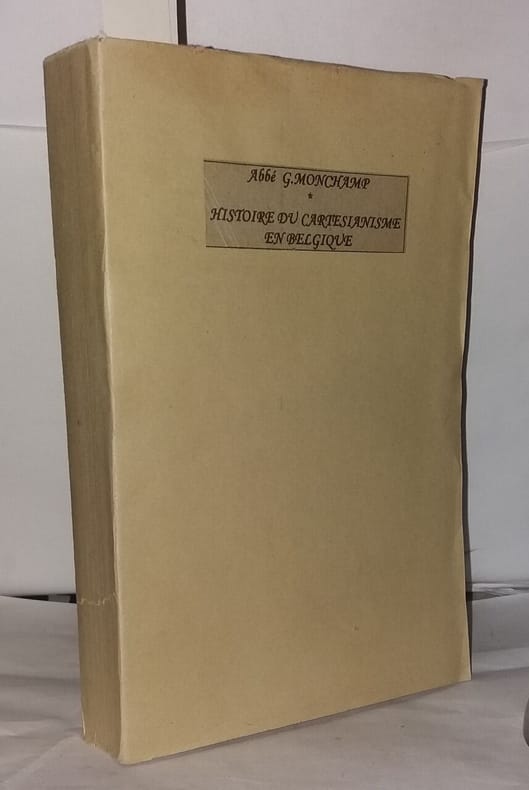 Abbé G.MONCHAMP
*
HISTOIRE DU CARTESIANISME
EN BELGIQUE